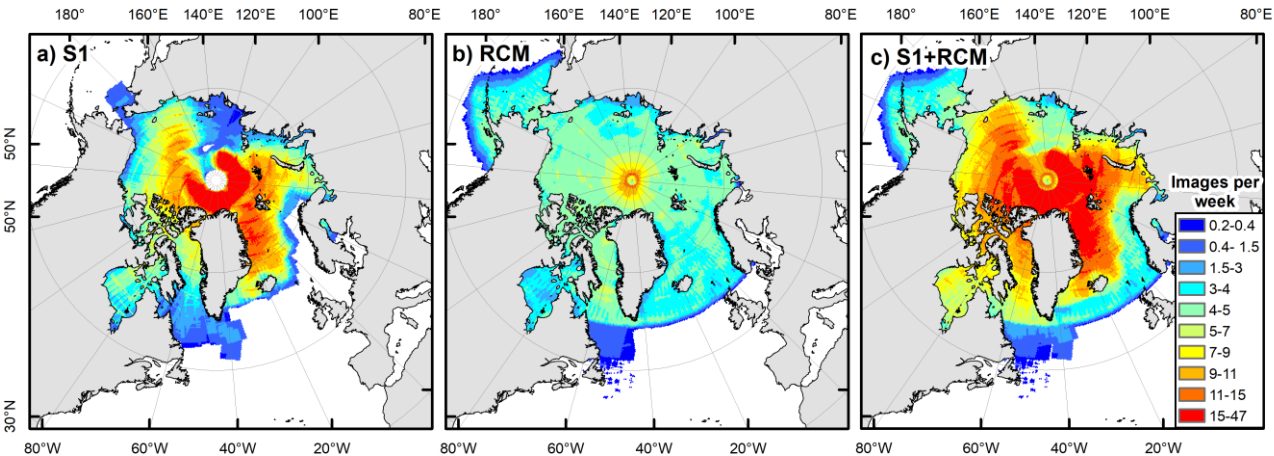 180° 160°E 140°E 120°E 100°E 80°E 180° 160°E 140°E 120°E 100°E 80°E 180° 160°E 140°E 120°E 100°E 80°E
a) S1 b) RCM c) S1+RCM
50°N
50°N
30°N
Images per
week
0.2-0.4
0.4- 1.5
1.5-3
3-4
4-5
5-7
7-9
9-11
11-15
15-47
80°W 60°W 40°W 20°W 80°W 60°W 40°W 20°W 80°W 60°W 40°W 20°W